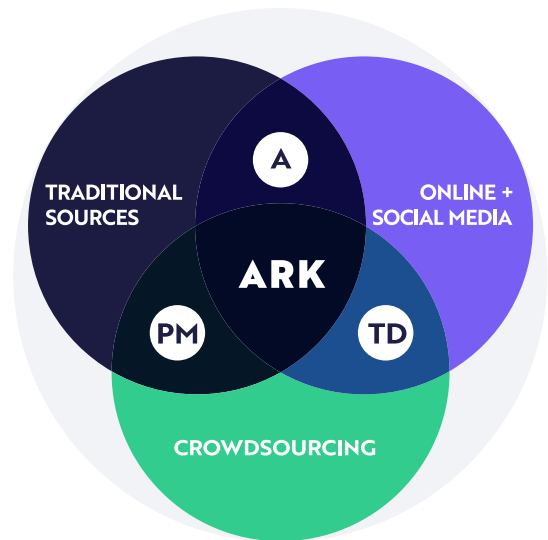 A
TRADITIONAL
SOURCES
ONLINE +
SOCIAL MEDIA
ARK
PM
TD
CROWDSOURCING